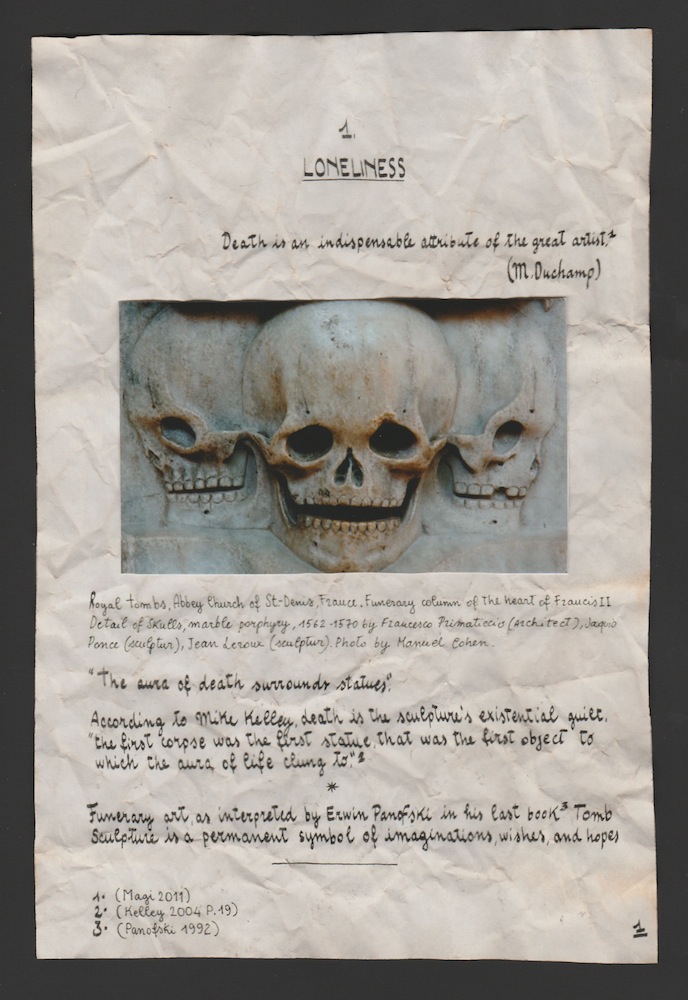 1.
LONELINESS
Death is an indispensable attribute of the great artist.1
(M.Duchamp)
Royal tombs, Abbey Church of St-Denis, France. Funerary column of the heart of Francis II
Detail of Skulls, marble porphyry, 1562-1570 by Francesco Primaticcio (Architect), Jaquio
Ponce (sculptur), Jean Leroux (sculptur). Photo by Manuel Cohen.
"The aura of death surrounds statues".
According to Mike Kelley, death is the sculpture's existential guilt.
"the first corpse was the first statue, that was the first object to
which the aura of life clung to."2
*
Funerary art, as interpreted by Erwin Panofski in his last book3 Tomb
Sculpture is a permanent symbol of imaginations, wishes, and hopes
1. (Magi 2011)
2. (Kelley 2004 P.19)
3. (Panofski 1992)
1